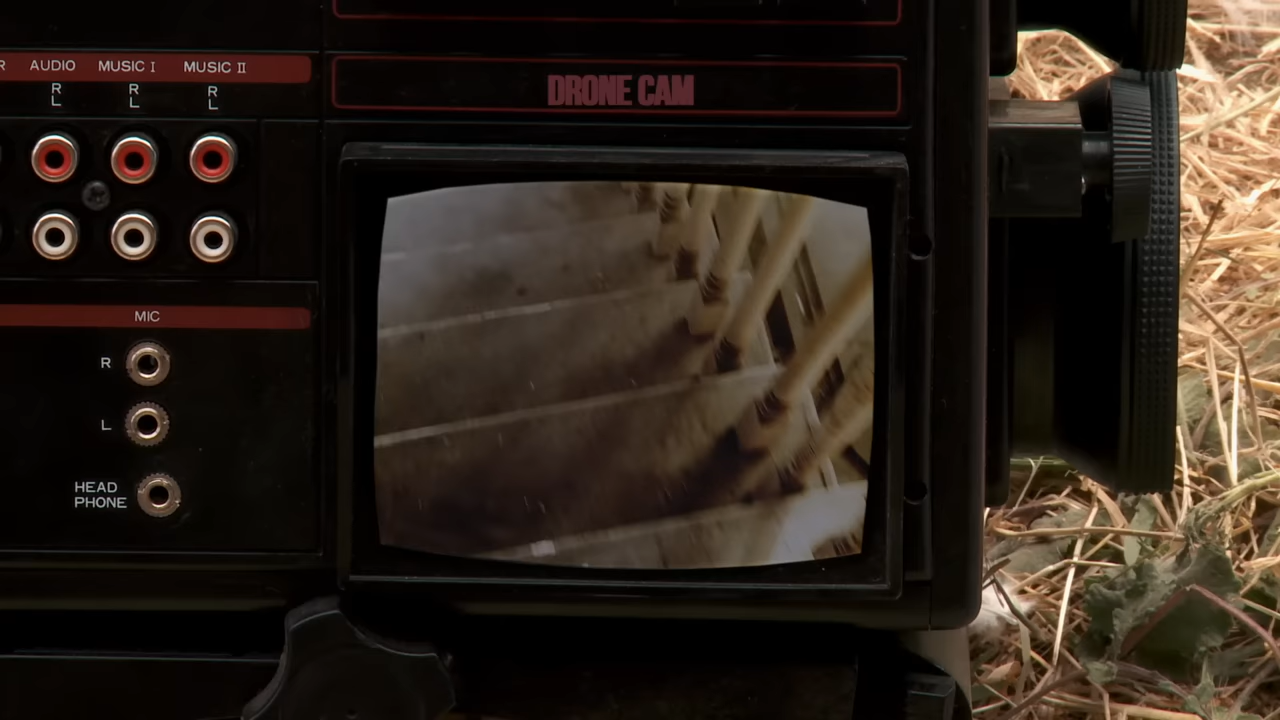 R AUDIO MUSIC I MUSIC II
R R R
L L L
DRONE CAM
MIC
R
L
HEAD
PHONE